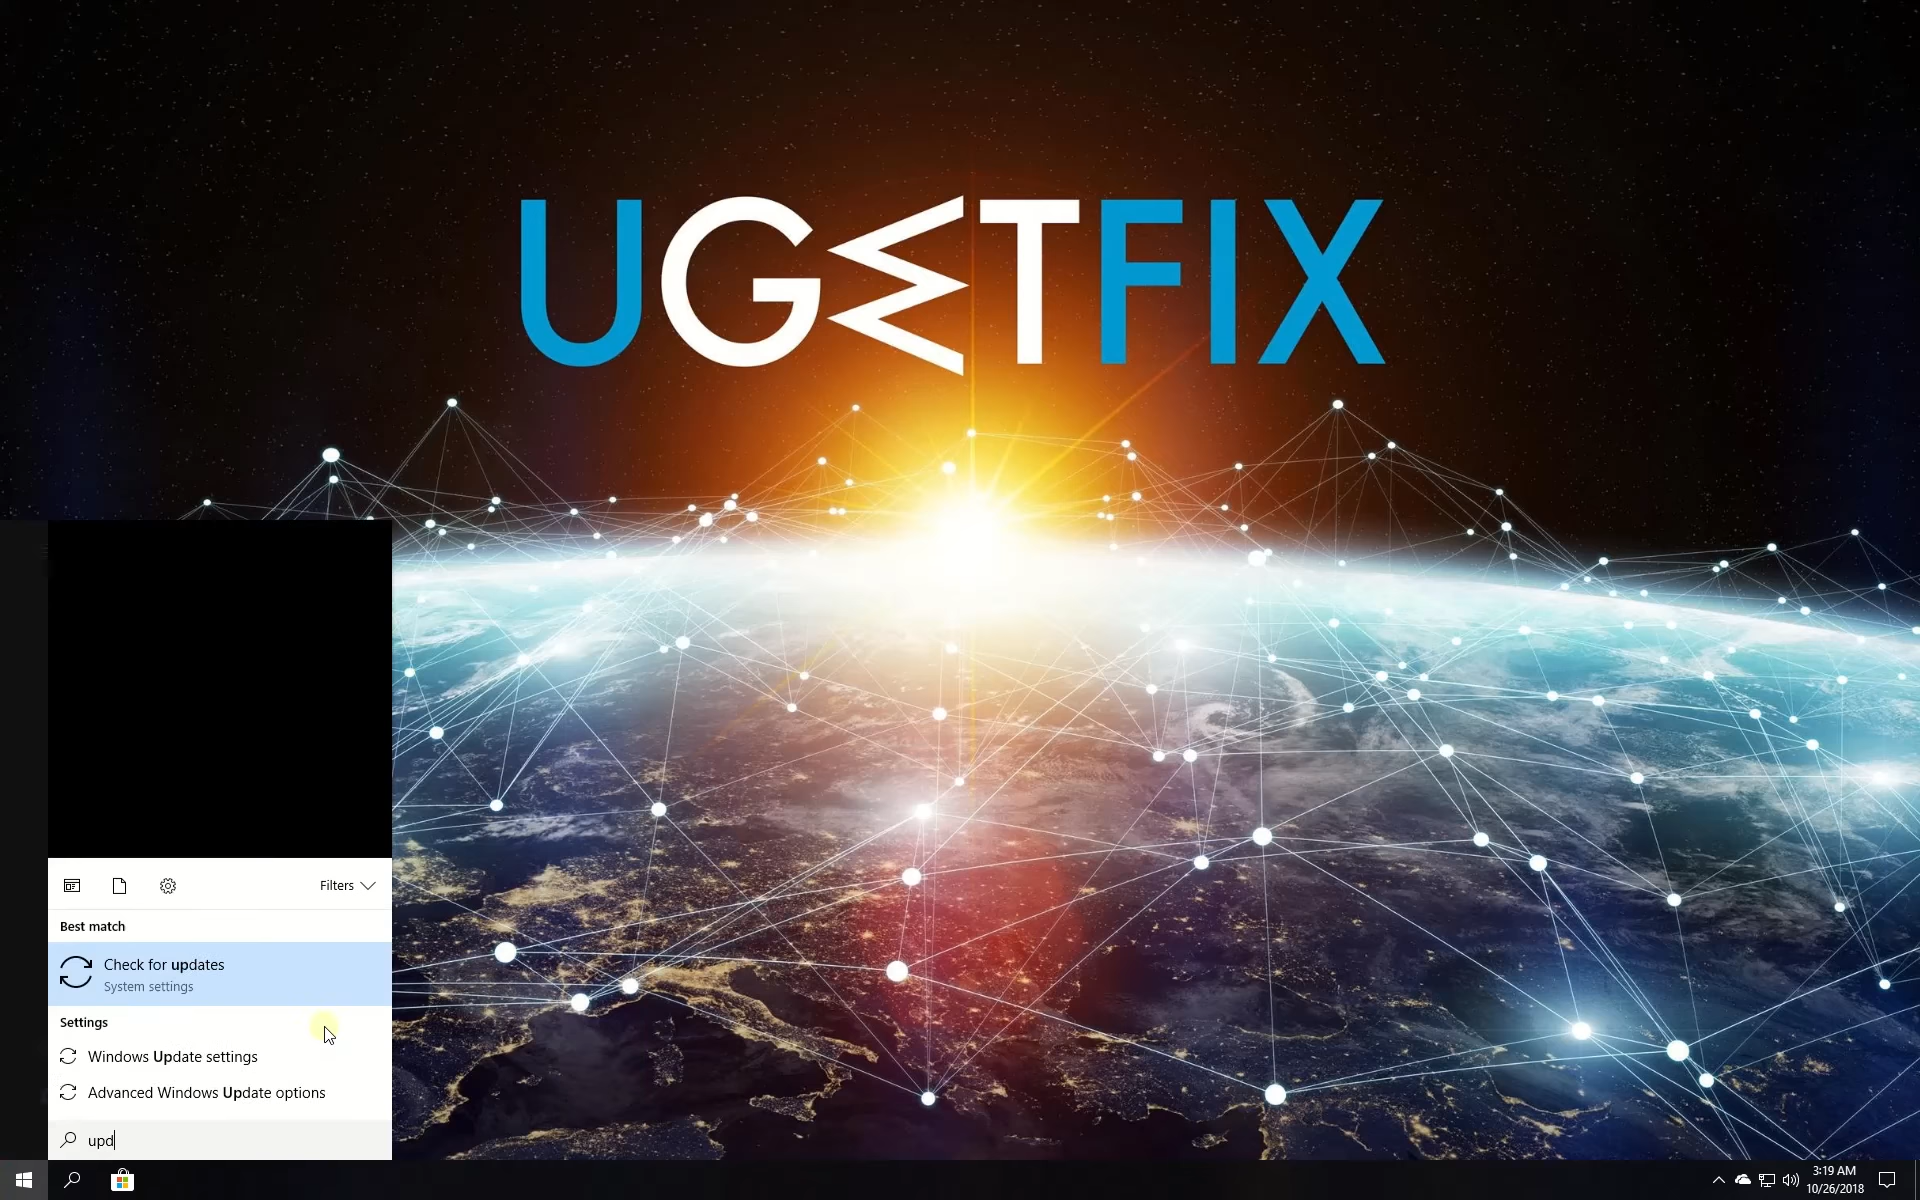 UGETFIX
Filters
Best match
Check for updates
System settings
Settings
Windows Update settings
Advanced Windows Update options
upd
3:19 AM
10/26/2018